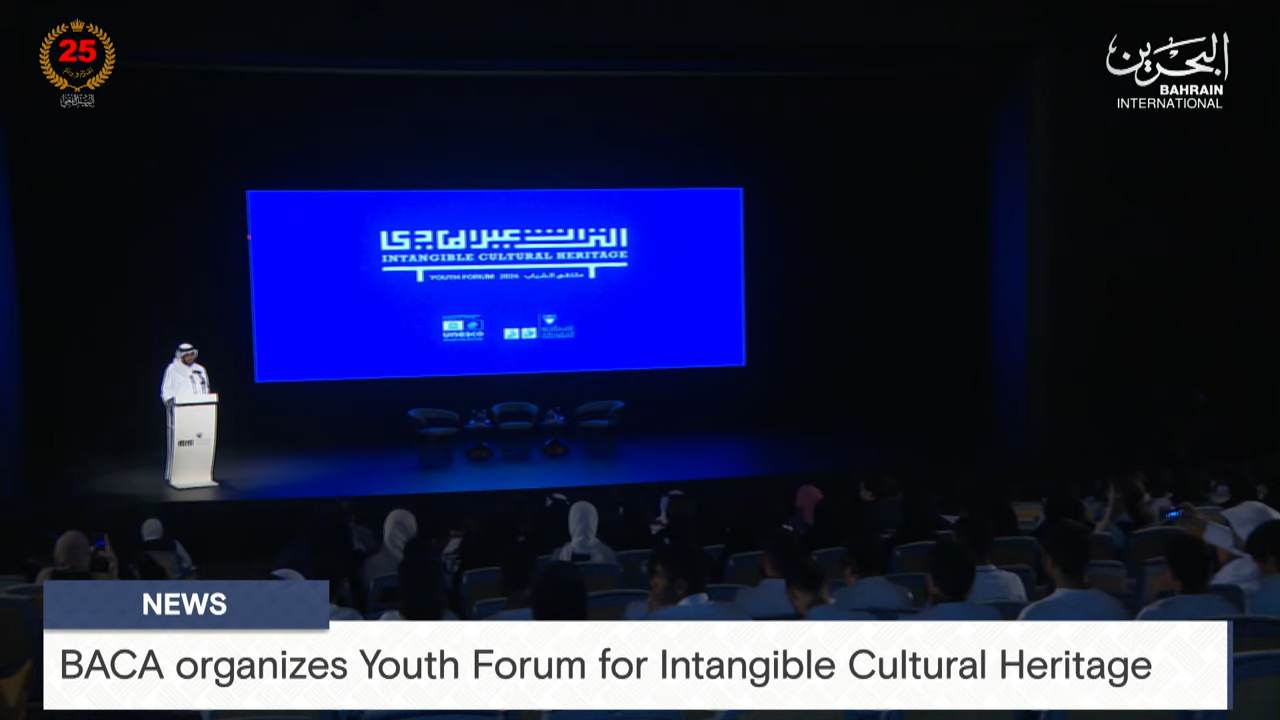 25
البحرين
BAHRAIN
INTERNATIONAL
التراث غير المادي
INTANGIBLE CULTURAL HERITAGE
YOUTH FORUM 2024 ملتقى الشباب
unesco
NEWS
BACA organizes Youth Forum for Intangible Cultural Heritage